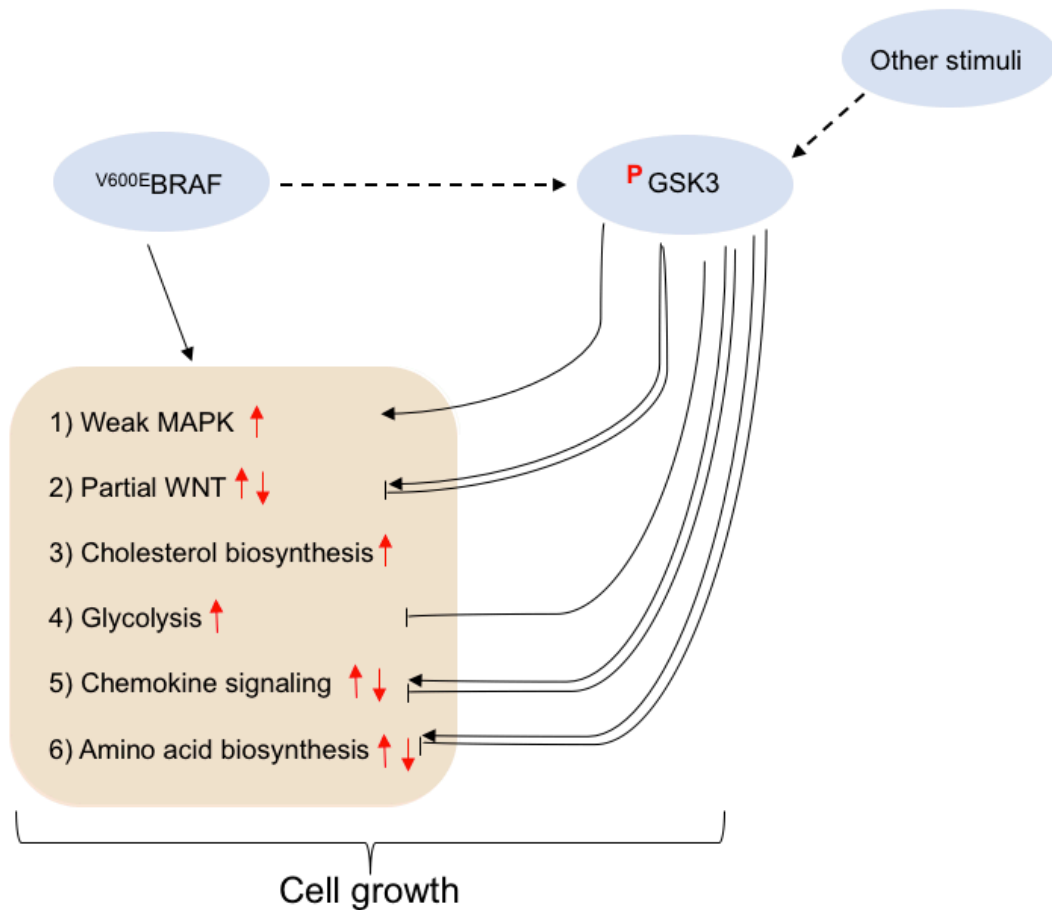 Other stimuli
V600EBRAF
P GSK3
1) Weak MAPK
2) Partial WNT
3) Cholesterol biosynthesis
4) Glycolysis
5) Chemokine signaling
6) Amino acid biosynthesis
Cell growth